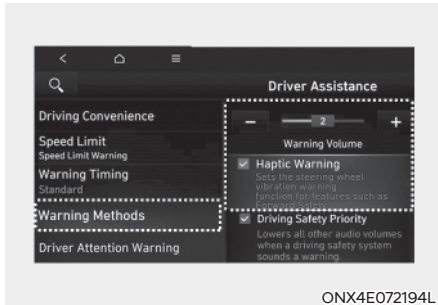 Driver Assistance
Driving Convenience
Speed Limit
Speed Limit Warning
Warning Timing
Standard
Warning Methods
Driver Attention Warning
2
Warning Volume
Haptic Warning
Sets the steering wheel
vibration warning
function for features such as
Forward Safety.
Driving Safety Priority
Lowers all other audio volumes
when a driving safety system
sounds a warning.
ONX4E072194L